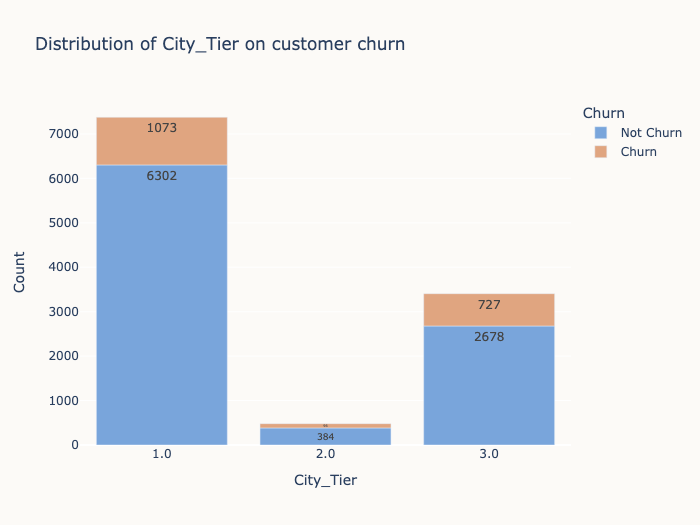 Distribution of City_Tier on customer churn
Churn
Not Churn
Churn
Count
7000
6000
5000
4000
3000
2000
1000
0
1073
6302
384
727
2678
1.0
2.0
3.0
City_Tier